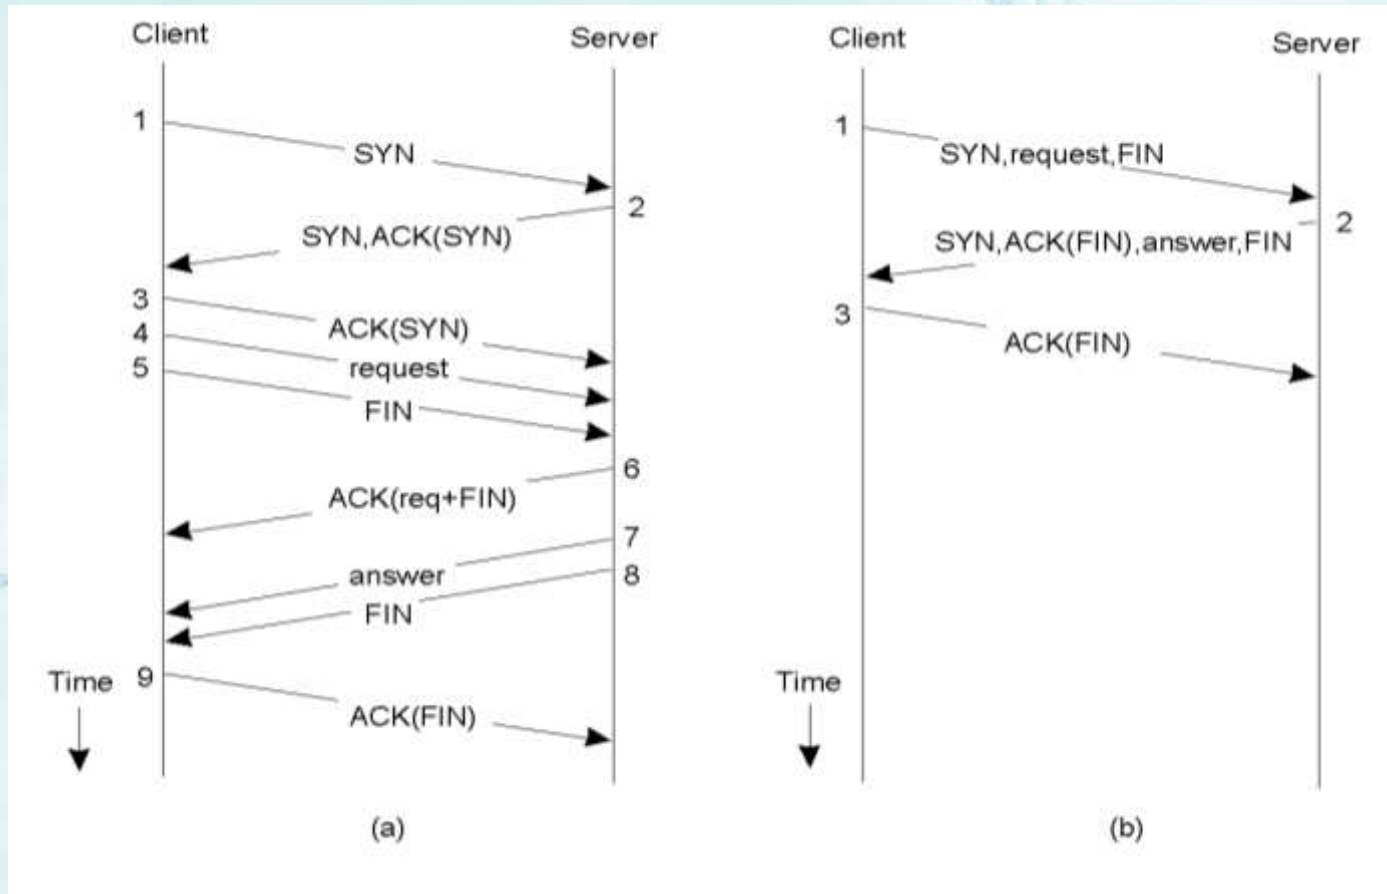 Client
Server
1
SYN
2
SYN,ACK(SYN)
3
ACK(SYN)
4
request
5
FIN
6
ACK(req+FIN)
7
answer
8
FIN
Time
9
ACK(FIN)
(a)
Client
Server
1
SYN,request,FIN
2
SYN,ACK(FIN),answer,FIN
3
ACK(FIN)
Time
(b)